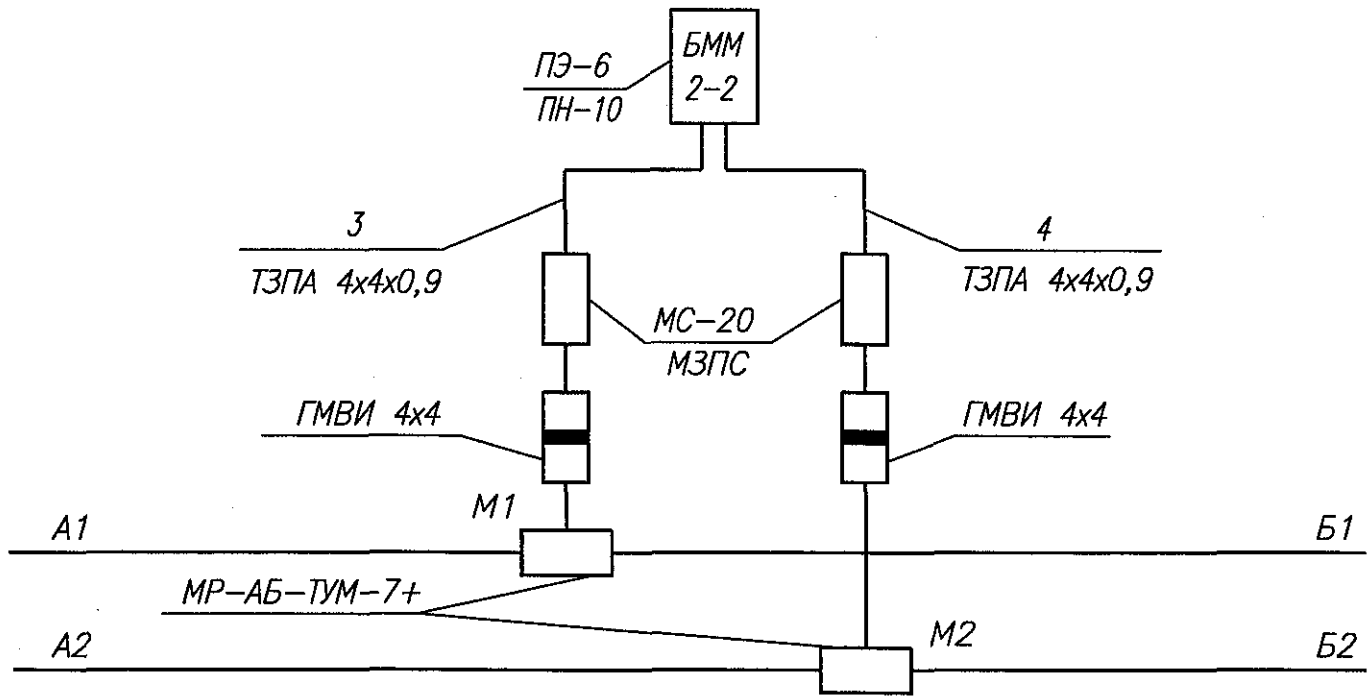 БММ
2-2
ПЭ-6
ПН-10
3
ТЗПА 4х4х0,9
4
ТЗПА 4х4х0,9
МС-20
МЗПС
ГМВИ 4х4
ГМВИ 4х4
М1
А1
Б1
МР-АБ-ТУМ-7+
М2
А2
Б2